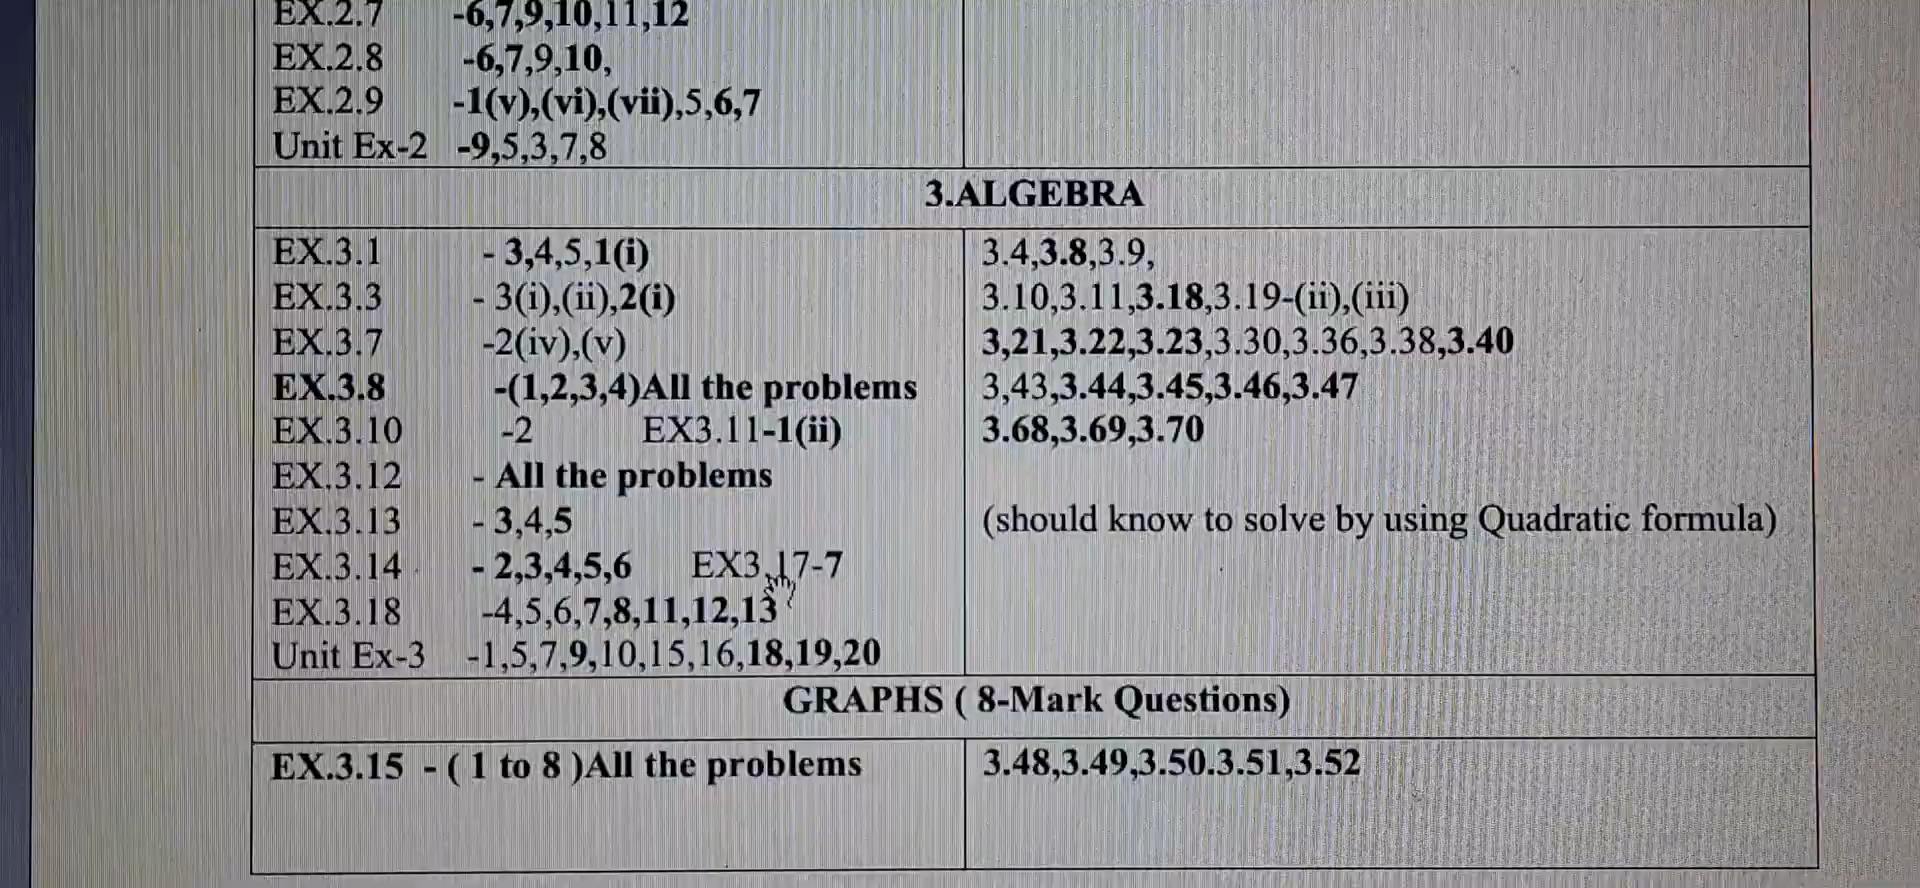 EX.2.7 -6,7,9,10,11,12
EX.2.8 -6,7,9,10,
EX.2.9 -1(v),(vi),(vii),5,6,7
Unit Ex-2 -9,5,3,7,8
3.ALGEBRA
EX.3.1 - 3,4,5,1(i) 3.4,3.8,3.9,
EX.3.3 - 3(i),(ii),2(i) 3.10,3.11,3.18,3.19-(ii),(iii)
EX.3.7 -2(iv),(v) 3,21,3.22,3.23,3.30,3.36,3.38,3.40
EX.3.8 -(1,2,3,4)All the problems 3,43,3.44,3.45,3.46,3.47
EX.3.10 -2 EX3.11-1(ii) 3.68,3.69,3.70
EX.3.12 - All the problems
EX.3.13 - 3,4,5 (should know to solve by using Quadratic formula)
EX.3.14 - 2,3,4,5,6 EX3.17-7
EX.3.18 -4,5,6,7,8,11,12,13
Unit Ex-3 -1,5,7,9,10,15,16,18,19,20
GRAPHS ( 8-Mark Questions)
EX.3.15 - ( 1 to 8 )All the problems 3.48,3.49,3.50.3.51,3.52